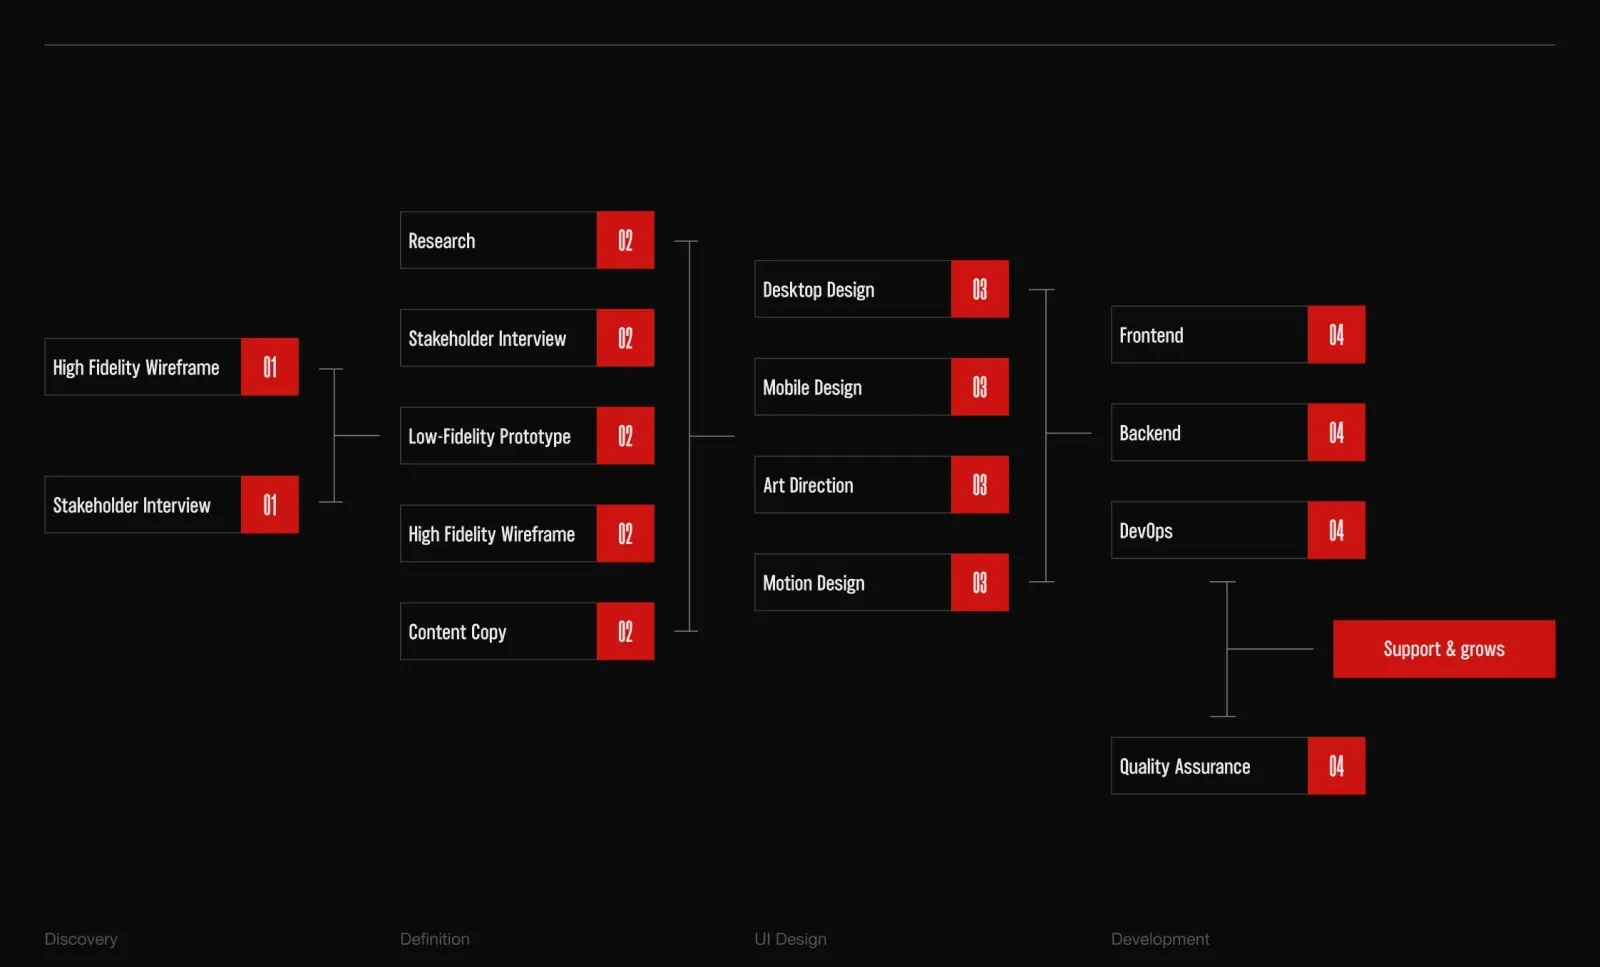 High Fidelity Wireframe 01
Stakeholder Interview 01
Research 02
Stakeholder Interview 02
Low-Fidelity Prototype 02
High Fidelity Wireframe 02
Content Copy 02
Desktop Design 03
Mobile Design 03
Art Direction 03
Motion Design 03
Frontend 04
Backend 04
DevOps 04
Support & grows
Quality Assurance 04
Discovery
Definition
UI Design
Development